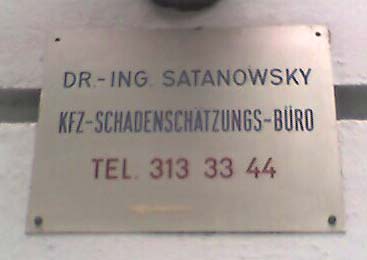 DR.-ING. SATANOWSKY
KFZ-SCHADENSCHÄTZUNGS-BÜRO
TEL. 313 33 44